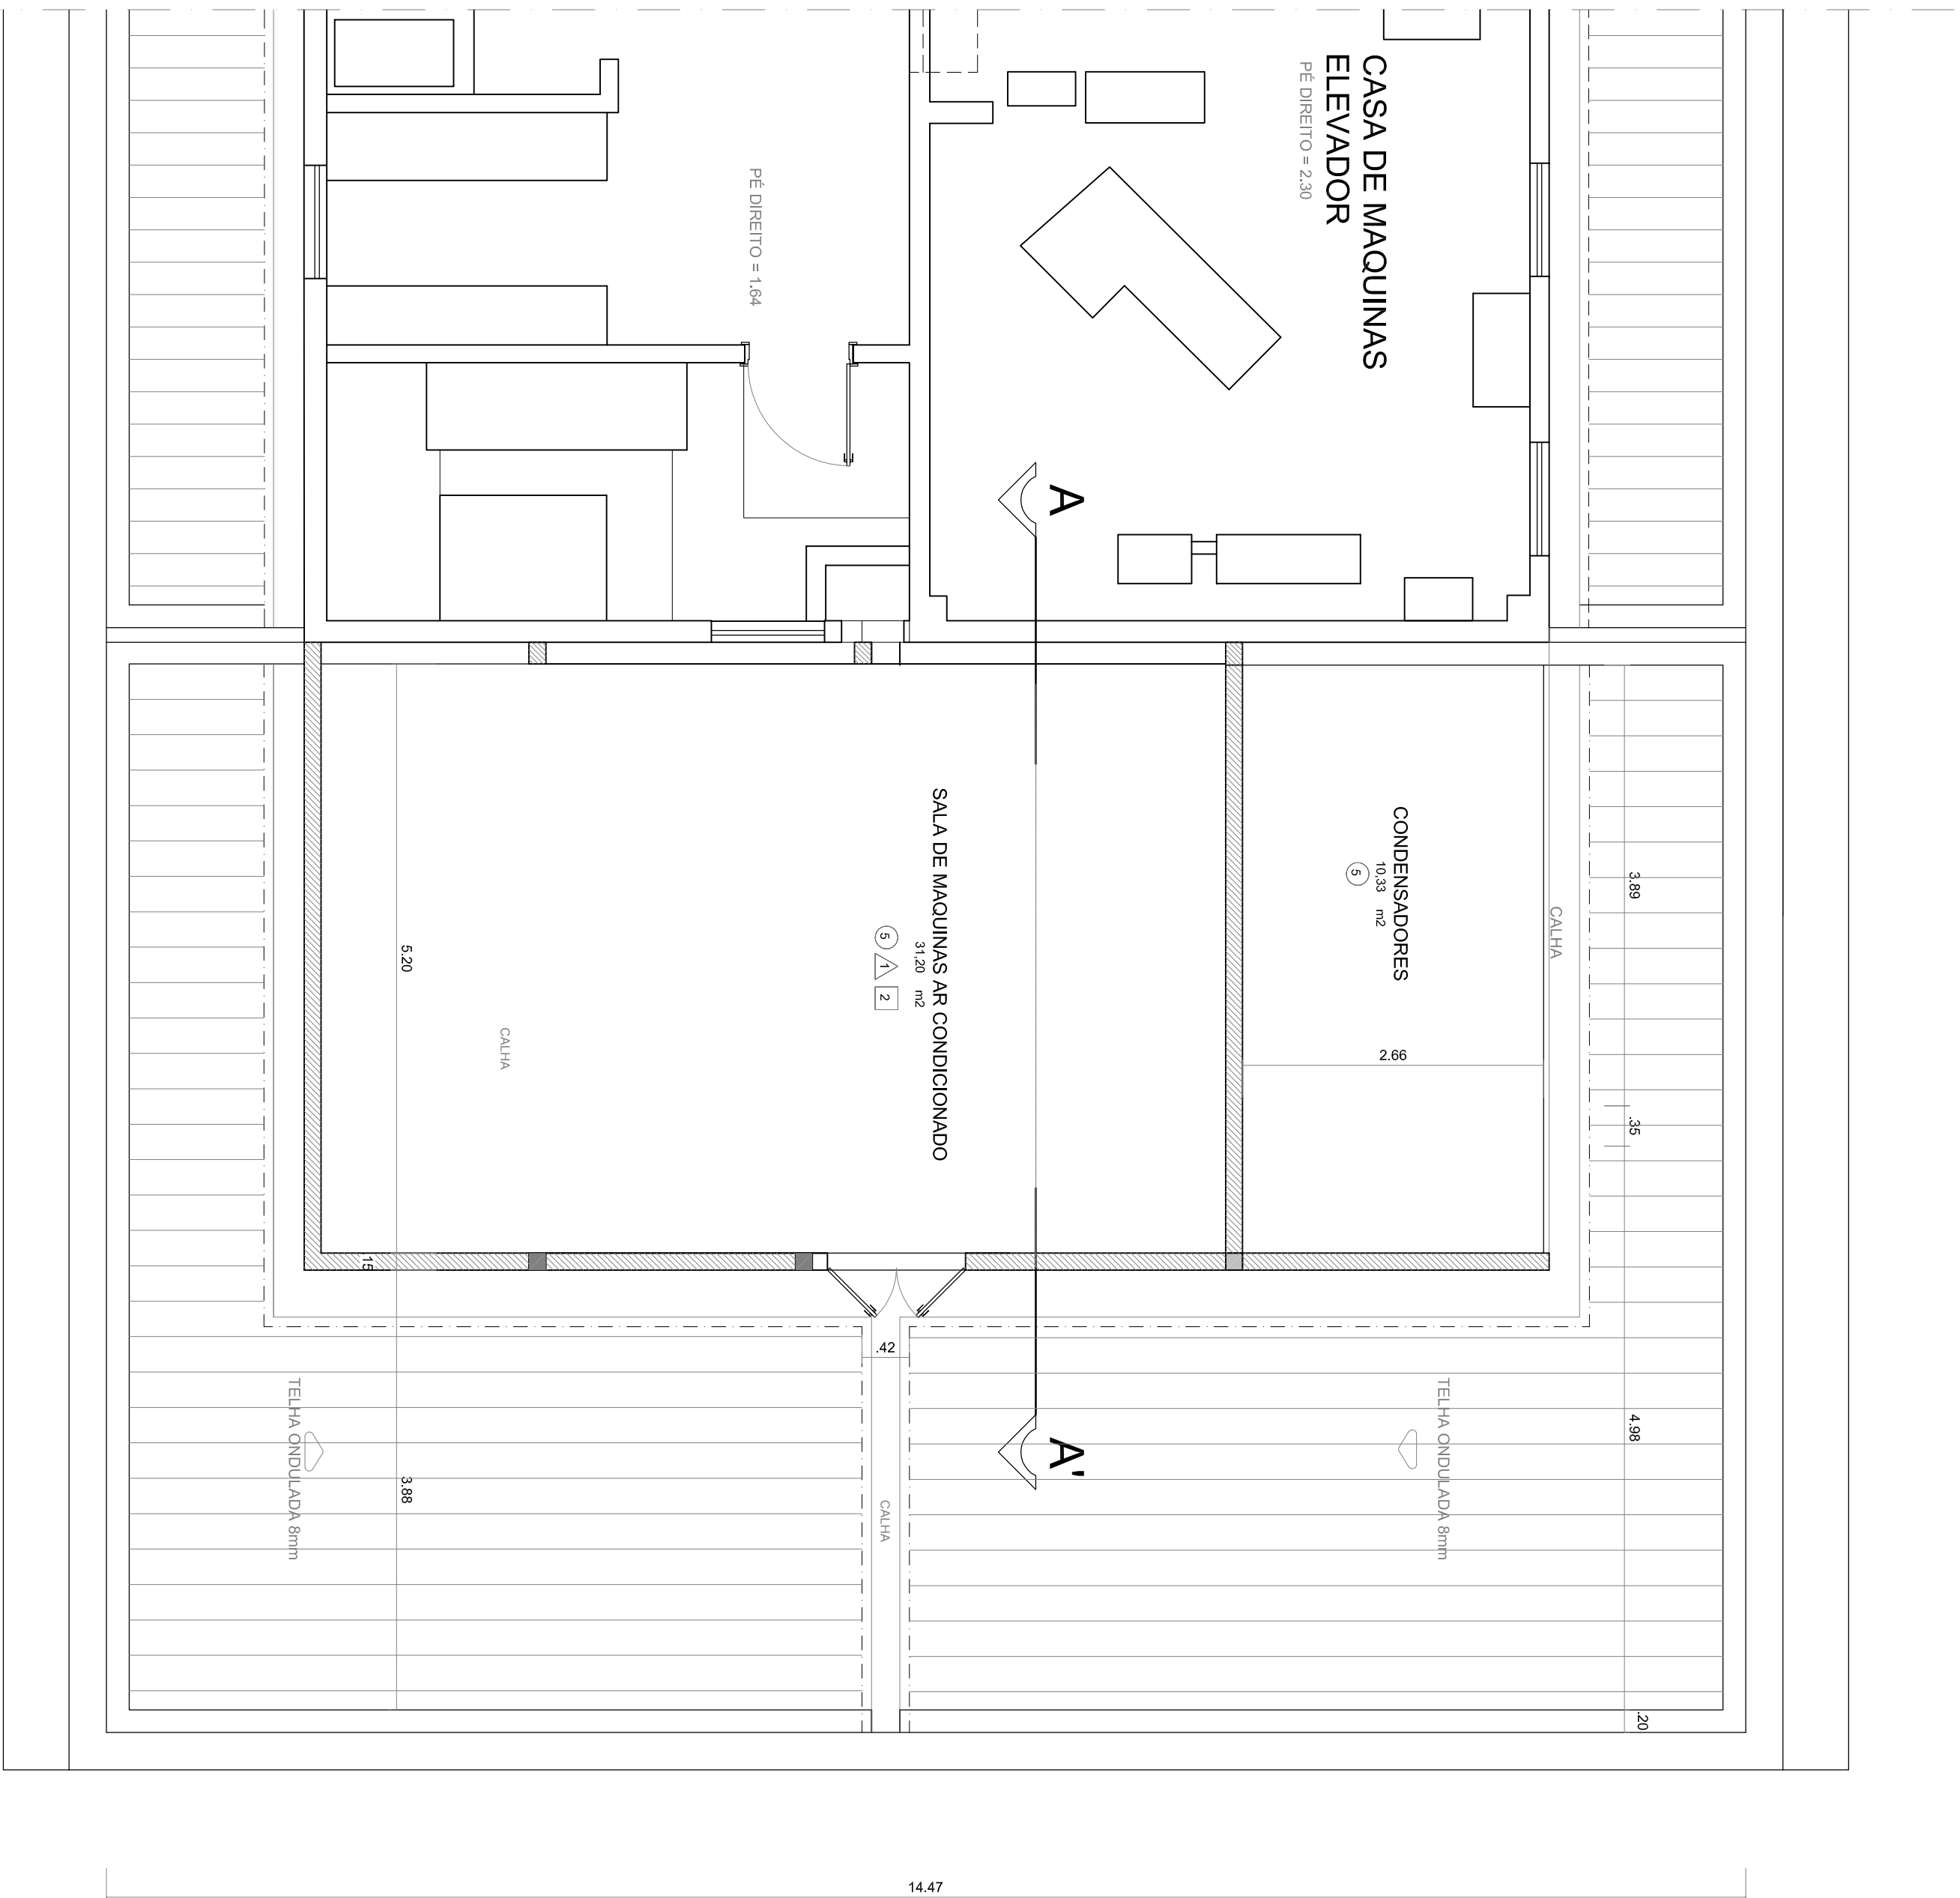 CASA DE MAQUINAS
ELEVADOR
PÉ DIREITO = 2.30
PÉ DIREITO = 1.64
A
SALA DE MAQUINAS AR CONDICIONADO
31,20 m2
5 1 2
CONDENSADORES
10,33 m2
5
CALHA
3.89
.35
4.98
.20
2.66
5.20
CALHA
15
3.88
.42
CALHA
TELHA ONDULADA 8mm
TELHA ONDULADA 8mm
A'
14.47